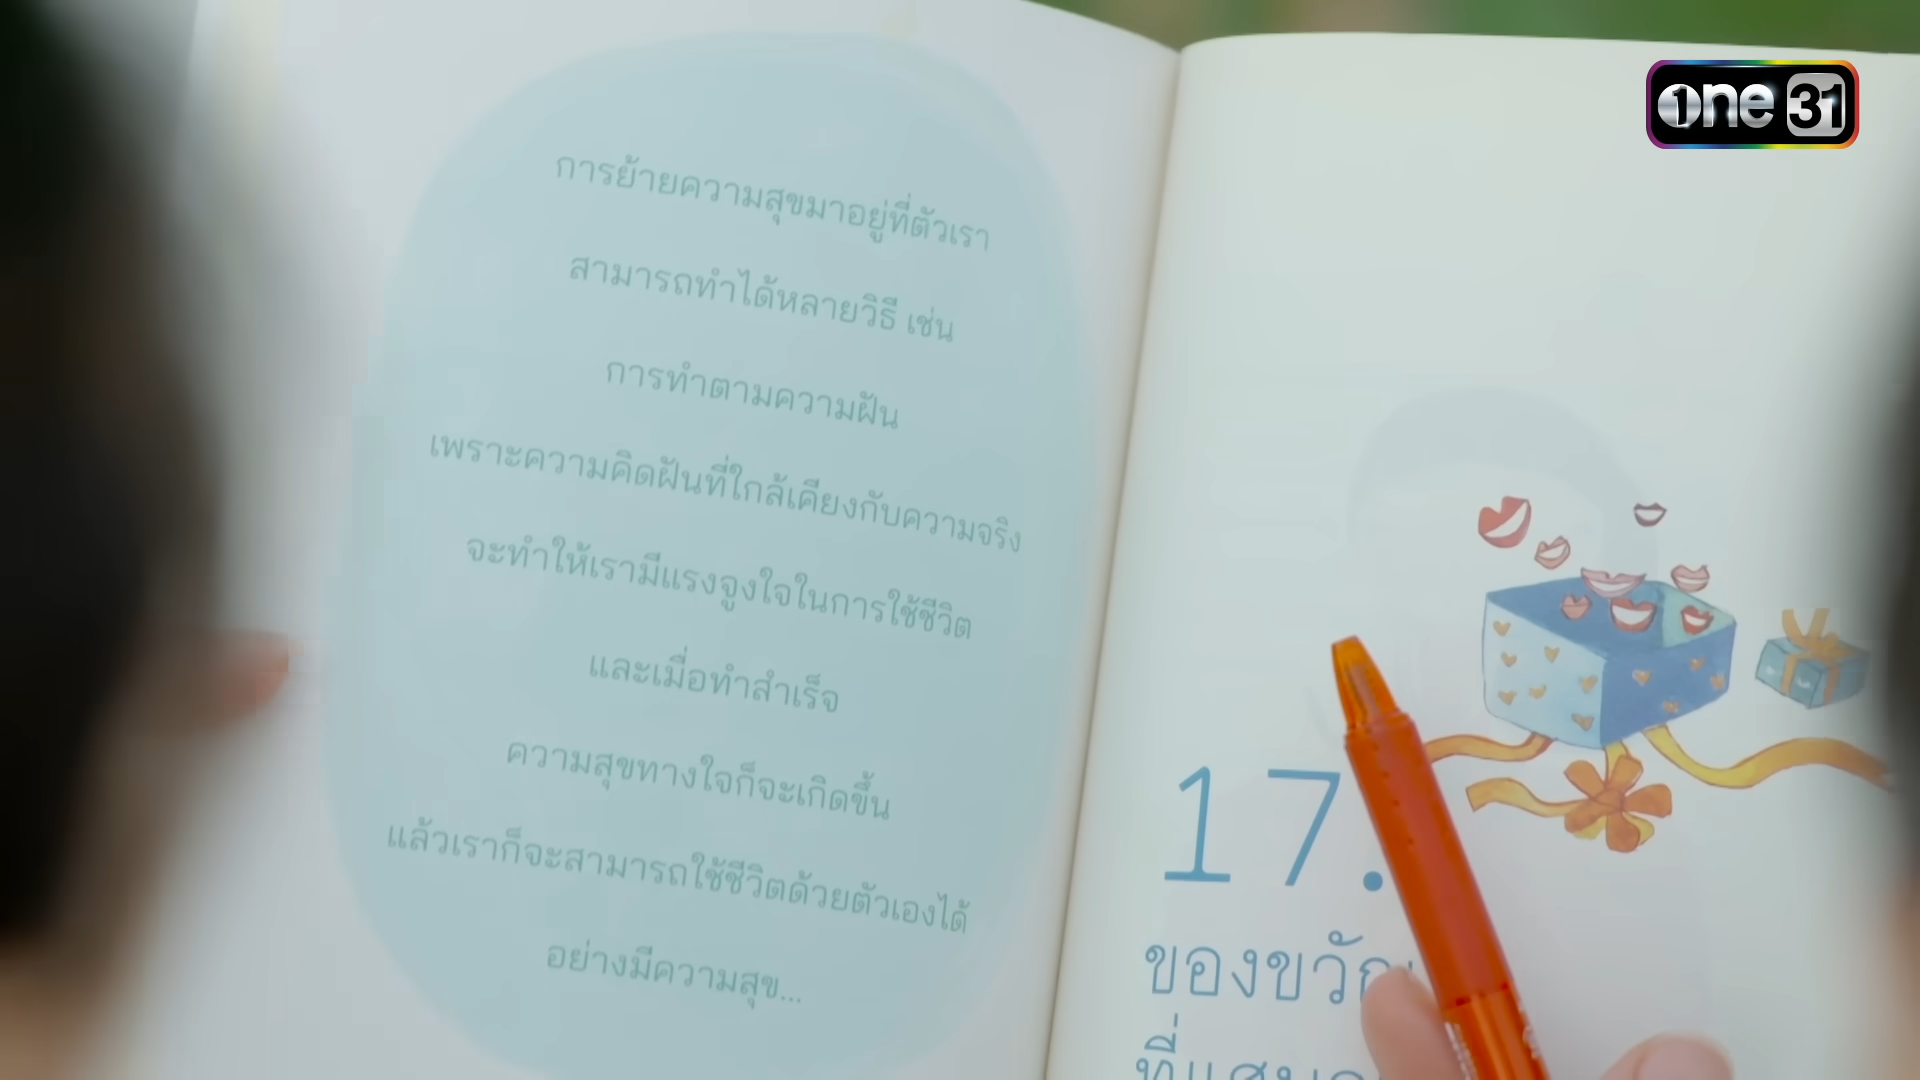 การย้ายความสุขมาอยู่ที่ตัวเรา
สามารถทำได้หลายวิธี เช่น
การทำตามความฝัน
เพราะความคิดฝันที่ใกล้เคียงกับความจริง
จะทำให้เรามีแรงจูงใจในการใช้ชีวิต
และเมื่อทำสำเร็จ
ความสุขทางใจก็จะเกิดขึ้น
แล้วเราก็จะสามารถใช้ชีวิตด้วยตัวเองได้
อย่างมีความสุข...
one31
17.